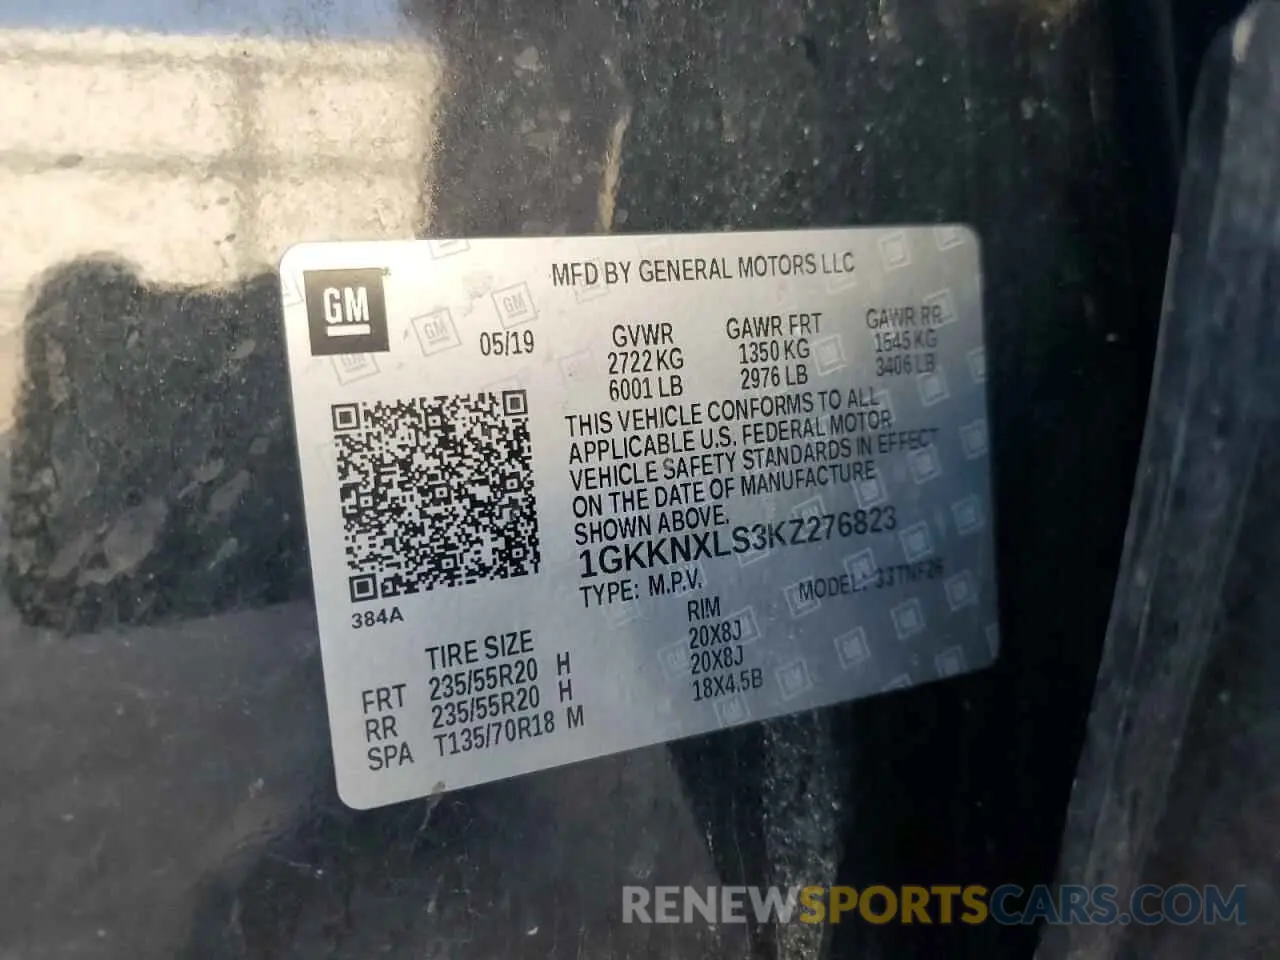 MFD BY GENERAL MOTORS LLC
GM
05/19
GVWR GAWR FRT GAWR RR
2722 KG 1350 KG 1545 KG
6001 LB 2976 LB 3406 LB
THIS VEHICLE CONFORMS TO ALL
APPLICABLE U.S. FEDERAL MOTOR
VEHICLE SAFETY STANDARDS IN EFFECT
ON THE DATE OF MANUFACTURE
SHOWN ABOVE.
1GKKNXLS3KZ276823
TYPE: M.P.V. MODEL:
384A
TIRE SIZE RIM
FRT 235/55R20 H 20X8J
RR 235/55R20 H 20X8J
SPA T135/70R18 M 18X4.5B
RENEWSPORTSCARS.COM